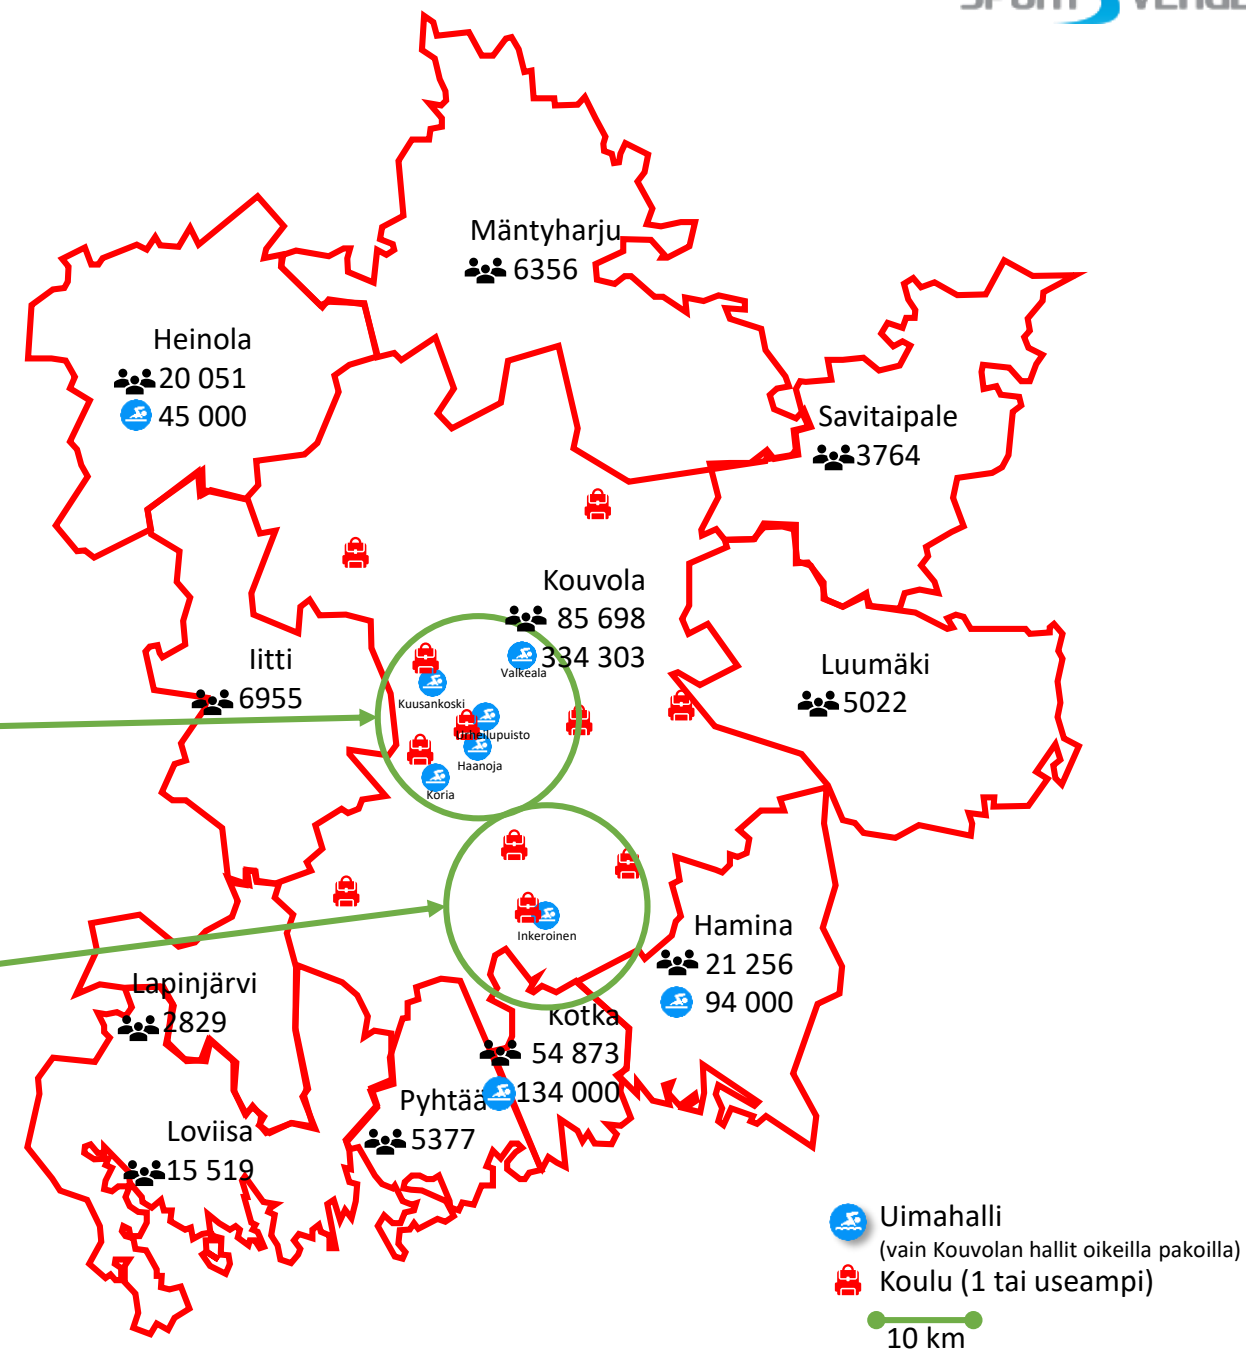 Mäntyharju
6356
Heinola
20 051
45 000
Savitaipale
3764
Kouvola
85 698
334 303
Valkeala
Iitti
6955
Kuusankoski
Urheilupuisto
Haanoja
Koria
Luumäki
5022
Inkeroinen
Hamina
21 256
94 000
Lapinjärvi
2829
Kotka
54 873
134 000
Pyhtää
5377
Loviisa
15 519
Uimahalli
(vain Kouvolan hallit oikeilla pakoilla)
Koulu (1 tai useampi)
10 km